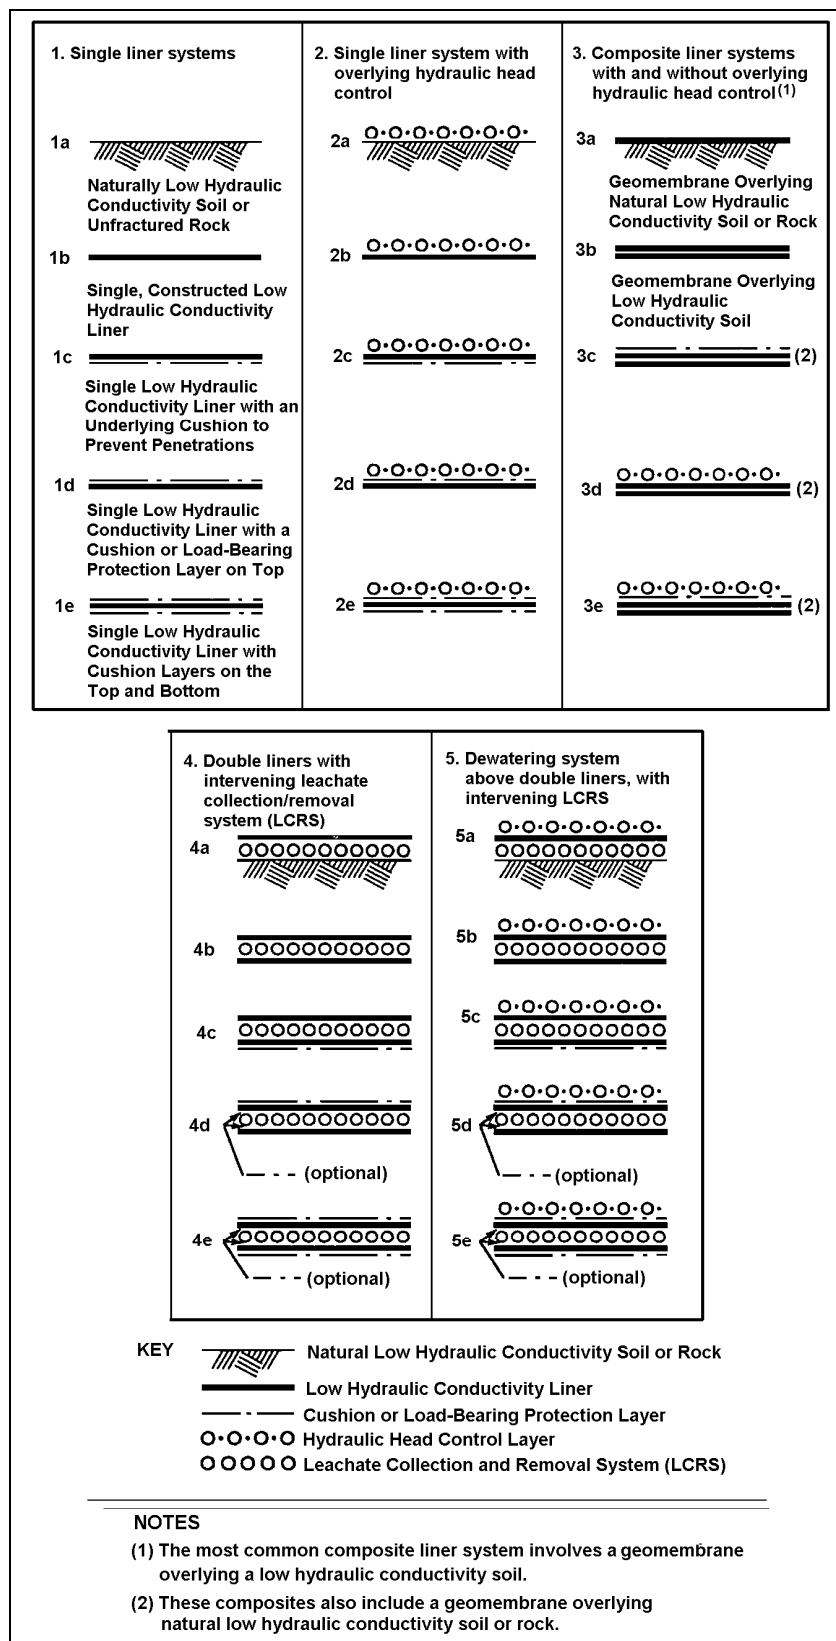 1. Single liner systems
1a
Naturally Low Hydraulic
Conductivity Soil or
Unfractured Rock
1b
Single, Constructed Low
Hydraulic Conductivity
Liner
1c
Single Low Hydraulic
Conductivity Liner with an
Underlying Cushion to
Prevent Penetrations
1d
Single Low Hydraulic
Conductivity Liner with a
Cushion or Load-Bearing
Protection Layer on Top
1e
Single Low Hydraulic
Conductivity Liner with
Cushion Layers on the
Top and Bottom
2. Single liner system with
overlying hydraulic head
control
2a
2b
2c
2d
2e
3. Composite liner systems
with and without overlying
hydraulic head control(1)
3a
Geomembrane Overlying
Natural Low Hydraulic
Conductivity Soil or Rock
3b
Geomembrane Overlying
Low Hydraulic
Conductivity Soil
3c (2)
3d (2)
3e (2)
4. Double liners with
intervening leachate
collection/removal
system (LCRS)
4a
4b
4c
4d
(optional)
4e
(optional)
5. Dewatering system
above double liners, with
intervening LCRS
5a
5b
5c
5d
(optional)
5e
(optional)
KEY
Natural Low Hydraulic Conductivity Soil or Rock
Low Hydraulic Conductivity Liner
Cushion or Load-Bearing Protection Layer
Hydraulic Head Control Layer
Leachate Collection and Removal System (LCRS)
NOTES
(1) The most common composite liner system involves a geomembrane
overlying a low hydraulic conductivity soil.
(2) These composites also include a geomembrane overlying
natural low hydraulic conductivity soil or rock.